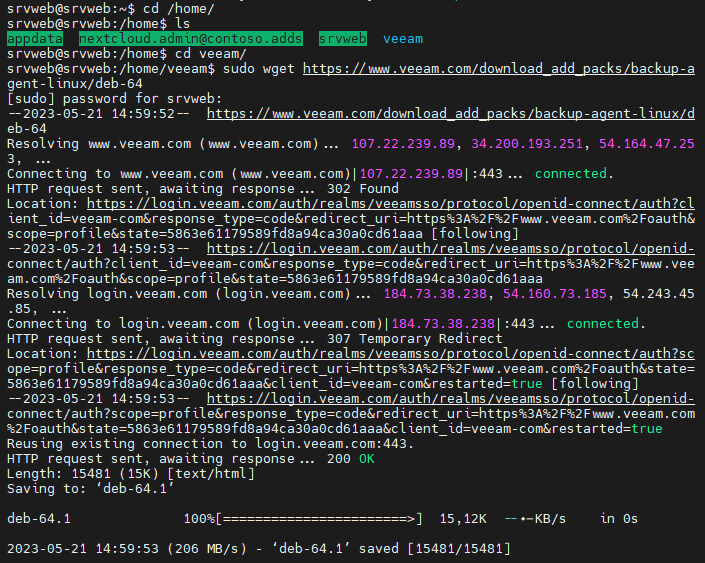 srvweb@srvweb:~$ cd /home/
srvweb@srvweb:/home$ ls
appdata  nextcloud.admin@contoso.adds  srvweb  veeam
srvweb@srvweb:/home$ cd veeam/
srvweb@srvweb:/home/veeam$ sudo wget https://www.veeam.com/download_add_packs/backup-a
gent-linux/deb-64
[sudo] password for srvweb:
--2023-05-21 14:59:52--  https://www.veeam.com/download_add_packs/backup-agent-linux/d
eb-64
Resolving www.veeam.com (www.veeam.com)... 107.22.239.89, 34.200.193.251, 54.164.47.25
3, ...
Connecting to www.veeam.com (www.veeam.com)|107.22.239.89|:443... connected.
HTTP request sent, awaiting response... 302 Found
Location: https://login.veeam.com/auth/realms/veeamsso/protocol/openid-connect/auth?cl
ient_id=veeam-com&response_type=code&redirect_uri=https%3A%2F%2Fwww.veeam.com%2Foauth&
scope=profile&state=5863e61179589fd8a94ca30a0cd61aaa [following]
--2023-05-21 14:59:53--  https://login.veeam.com/auth/realms/veeamsso/protocol/openid-
connect/auth?client_id=veeam-com&response_type=code&redirect_uri=https%3A%2F%2Fwww.vee
am.com%2Foauth&scope=profile&state=5863e61179589fd8a94ca30a0cd61aaa
Resolving login.veeam.com (login.veeam.com)... 184.73.38.238, 54.160.73.185, 54.243.45
.85, ...
Connecting to login.veeam.com (login.veeam.com)|184.73.38.238|:443... connected.
HTTP request sent, awaiting response... 307 Temporary Redirect
Location: https://login.veeam.com/auth/realms/veeamsso/protocol/openid-connect/auth?sc
ope=profile&response_type=code&redirect_uri=https%3A%2F%2Fwww.veeam.com%2Foauth&state=
5863e61179589fd8a94ca30a0cd61aaa&client_id=veeam-com&restarted=true [following]
--2023-05-21 14:59:53--  https://login.veeam.com/auth/realms/veeamsso/protocol/openid-
connect/auth?scope=profile&response_type=code&redirect_uri=https%3A%2F%2Fwww.veeam.com
%2Foauth&state=5863e61179589fd8a94ca30a0cd61aaa&client_id=veeam-com&restarted=true
Reusing existing connection to login.veeam.com:443.
HTTP request sent, awaiting response... 200 OK
Length: 15481 (15K) [text/html]
Saving to: ‘deb-64.1’
deb-64.1              100%[=======================>]  15,12K  --•-KB/s    in 0s
2023-05-21 14:59:53 (206 MB/s) - ‘deb-64.1’ saved [15481/15481]